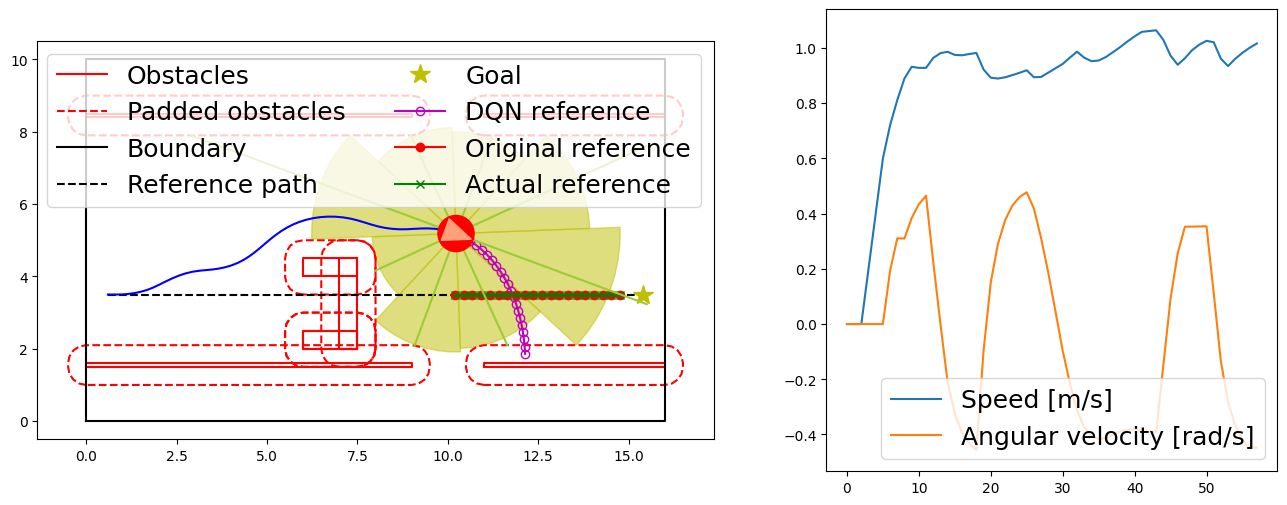 10
8
6
4
2
0
0.0 2.5 5.0 7.5 10.0 12.5 15.0
Obstacles
Padded obstacles
Boundary
Reference path
Goal
DQN reference
Original reference
Actual reference
1.0
0.8
0.6
0.4
0.2
0.0
−0.2
−0.4
0 10 20 30 40 50
Speed [m/s]
Angular velocity [rad/s]